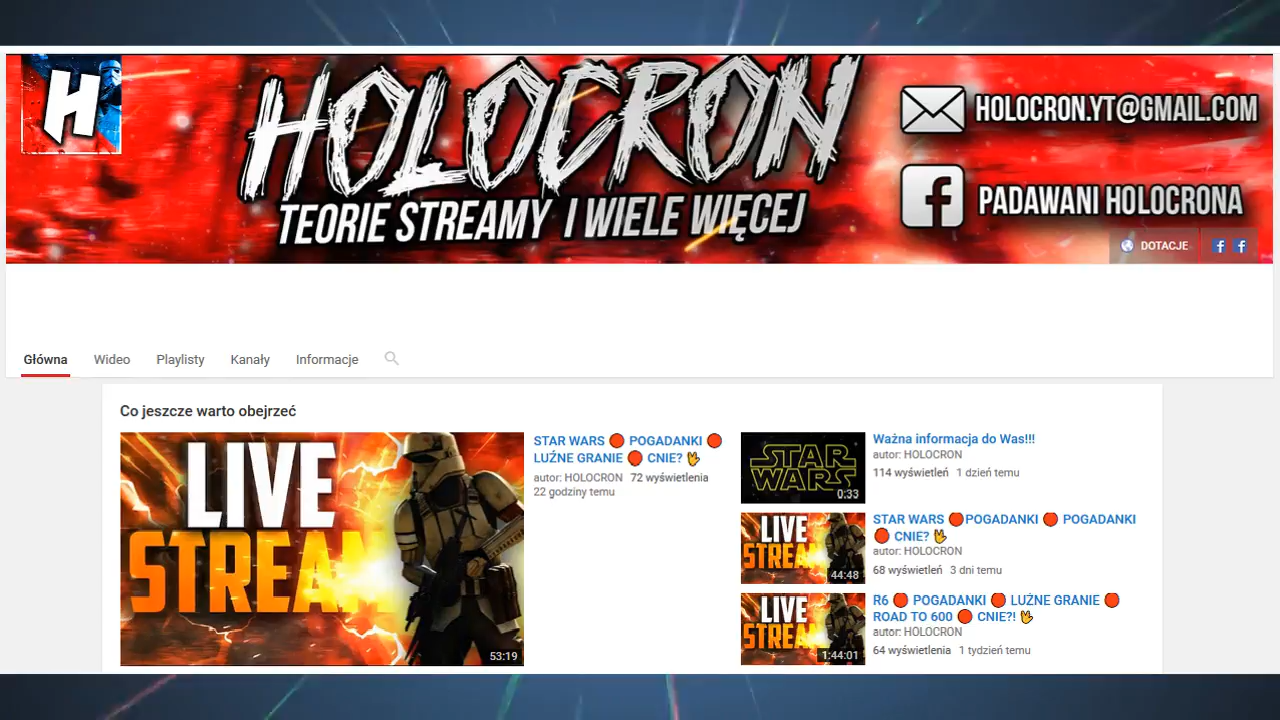 H
HOLOCRON
TEORIE STREAMY I WIELE WIĘCEJ
HOLOCRON.YT@GMAIL.COM
f PADAWANI HOLOCRONA
DOTACJE f f
Główna Wideo Playlisty Kanały Informacje
Co jeszcze warto obejrzeć
LIVE
STREAM
53:19
STAR WARS 🔴 POGADANKI 🔴
LUŹNE GRANIE 🔴 CNIE? 🖖
autor: HOLOCRON 72 wyświetlenia
22 godziny temu
STAR
WARS
0:33
Ważna informacja do Was!!!
autor: HOLOCRON
114 wyświetleń 1 dzień temu
LIVE
STREAM
44:48
STAR WARS 🔴POGADANKI 🔴 POGADANKI
🔴 CNIE? 🖖
autor: HOLOCRON
68 wyświetleń 3 dni temu
LIVE
STREAM
1:44:01
R6 🔴 POGADANKI 🔴 LUŹNE GRANIE 🔴
ROAD TO 600 🔴 CNIE?! 🖖
autor: HOLOCRON
64 wyświetlenia 1 tydzień temu